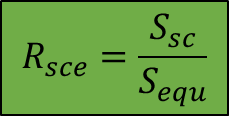 R_sce = S_sc / S_equ